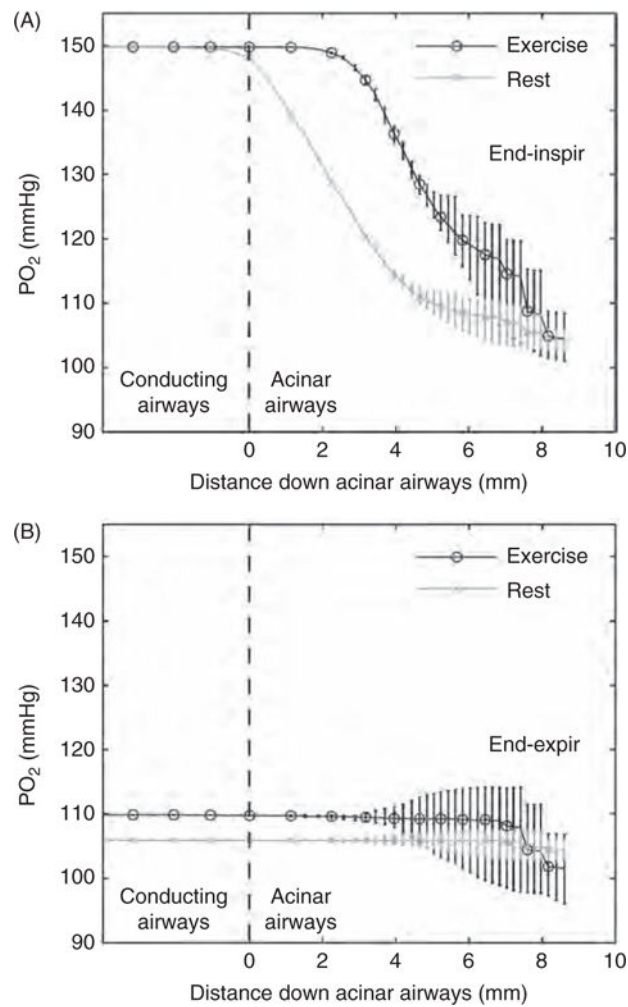 (A)
150
140
130
120
110
100
90
PO₂ (mmHg)
Exercise
Rest
End-inspir
Conducting
airways
Acinar
airways
0 2 4 6 8 10
Distance down acinar airways (mm)
(B)
150
140
130
120
110
100
90
PO₂ (mmHg)
Exercise
Rest
End-expir
Conducting
airways
Acinar
airways
0 2 4 6 8 10
Distance down acinar airways (mm)